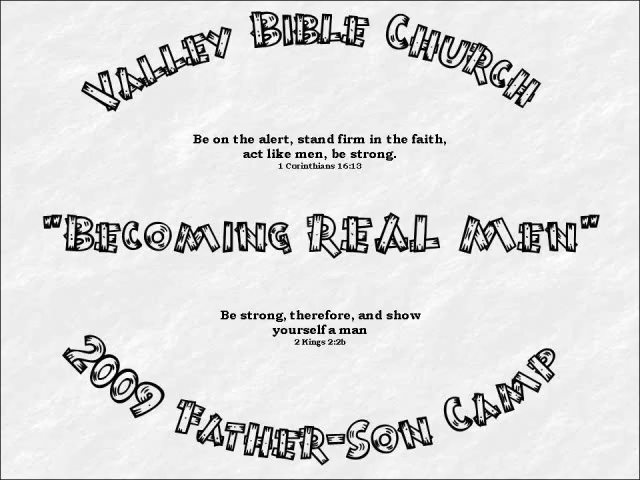 Valley Bible Church
Be on the alert, stand firm in the faith,
act like men, be strong.
1 Corinthians 16:13
"Becoming REAL Men"
Be strong, therefore, and show
yourself a man
2 Kings 2:2b
2009 Father-Son Camp